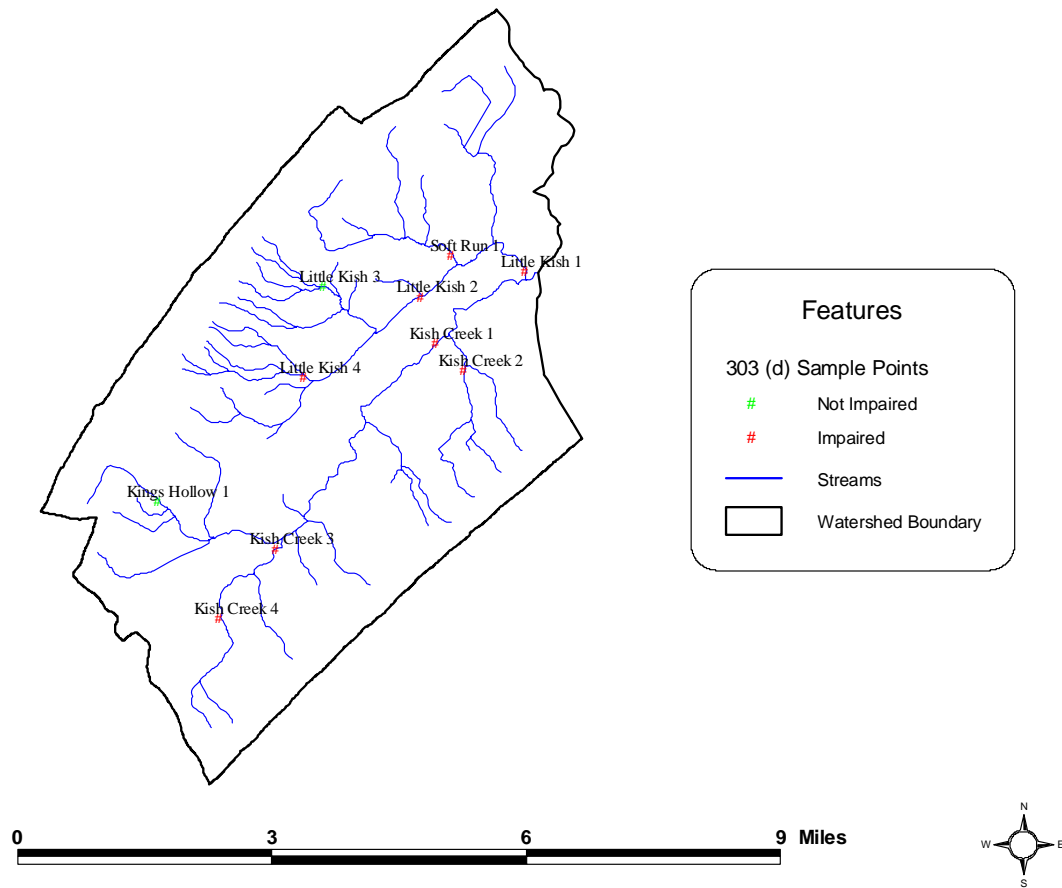 Soft Run 1
#
Little Kish 1
#
Little Kish 3
#
Little Kish 2
#
Kish Creek 1
#
Kish Creek 2
#
Little Kish 4
#
Kings Hollow 1
#
Kish Creek 3
#
Kish Creek 4
#
Features
303 (d) Sample Points
# Not Impaired
# Impaired
Streams
Watershed Boundary
0 3 6 9 Miles
N
W E
S